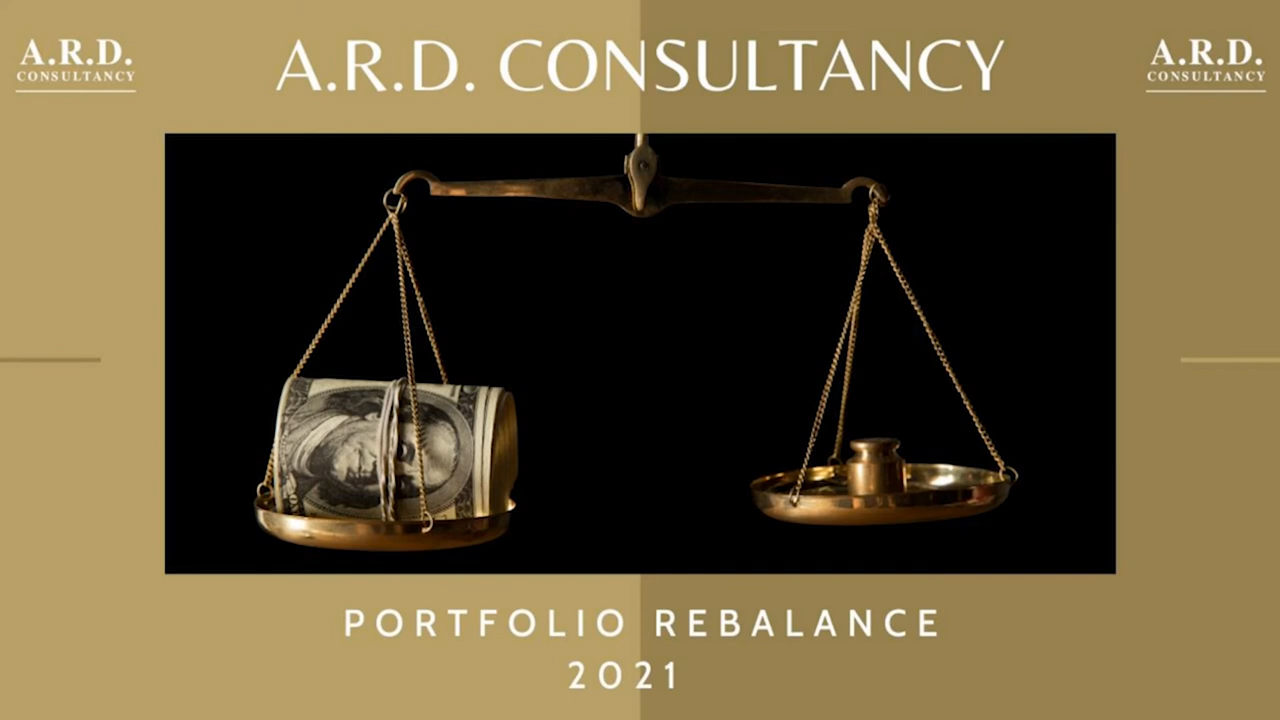 A.R.D.
CONSULTANCY
A.R.D. CONSULTANCY
A.R.D.
CONSULTANCY
PORTFOLIO REBALANCE
2021